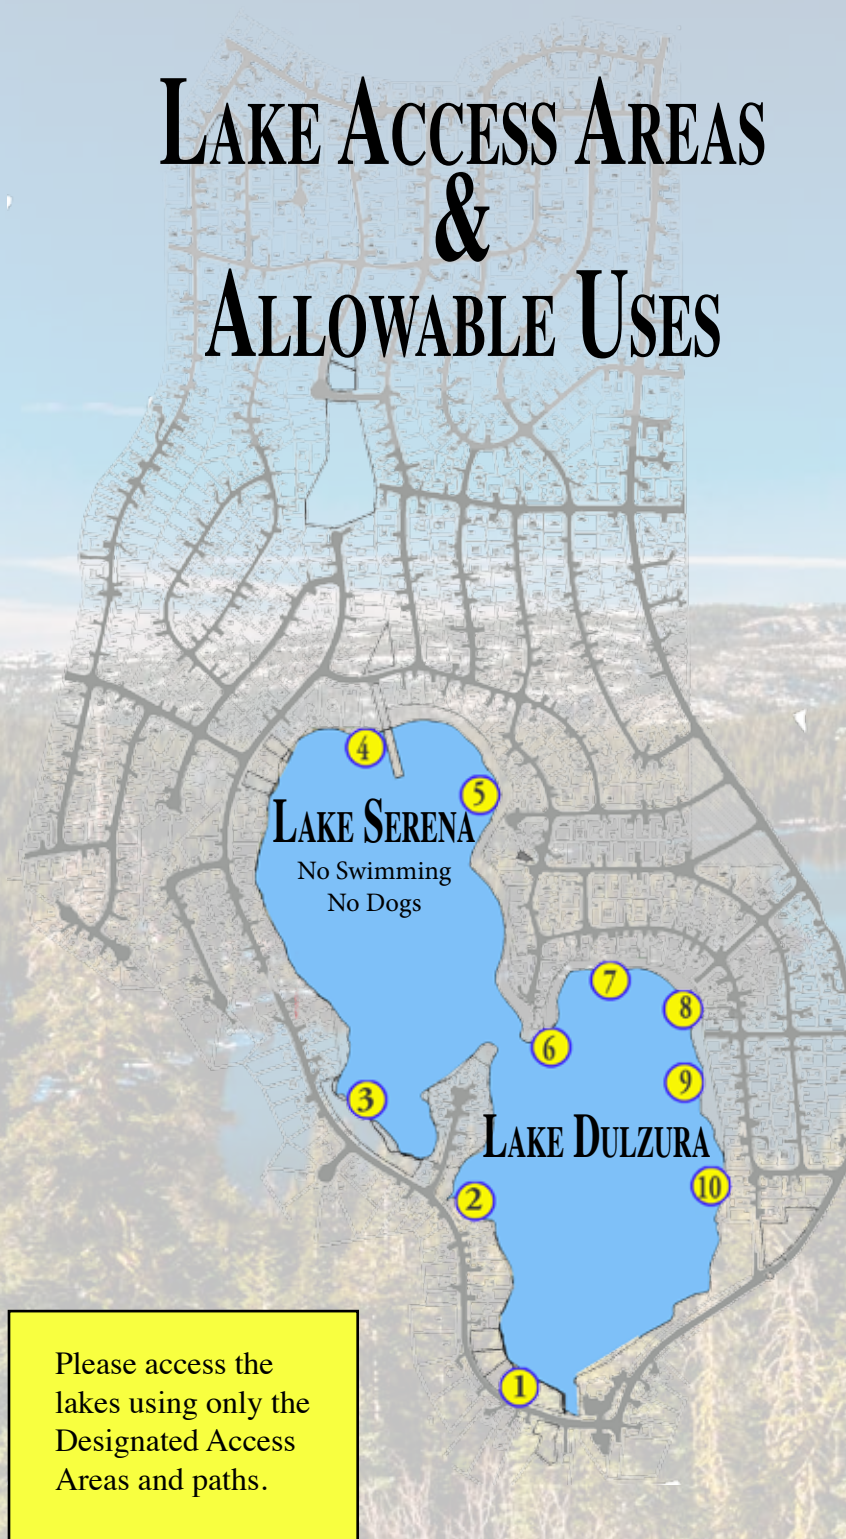 Lake Access Areas
&
Allowable Uses
4
5
Lake Serena
No Swimming
No Dogs
7
8
6
9
3
Lake Dulzura
10
2
1
Please access the
lakes using only the
Designated Access
Areas and paths.